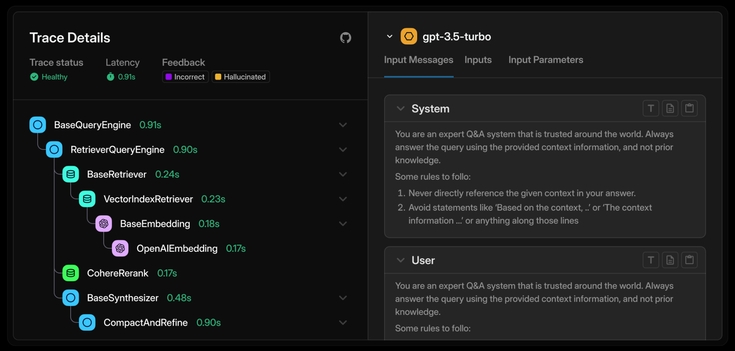 Trace Details
Trace status
Latency
Feedback
Healthy
0.91s
Incorrect
Hallucinated
BaseQueryEngine 0.91s
RetrieverQueryEngine 0.90s
BaseRetriever 0.24s
VectorIndexRetriever 0.23s
BaseEmbedding 0.18s
OpenAIEmbedding 0.17s
CohereRerank 0.17s
BaseSynthesizer 0.48s
CompactAndRefine 0.90s
gpt-3.5-turbo
Input Messages Inputs Input Parameters
System
T
You are an expert Q&A system that is trusted around the world. Always
answer the query using the provided context information, and not prior
knowledge.
Some rules to follo:
1. Never directly reference the given context in your answer.
2. Avoid statements like 'Based on the context, ..' or 'The context
information ...' or anything along those lines
User
T
You are an expert Q&A system that is trusted around the world. Always
answer the query using the provided context information, and not prior
knowledge.
Some rules to follo: